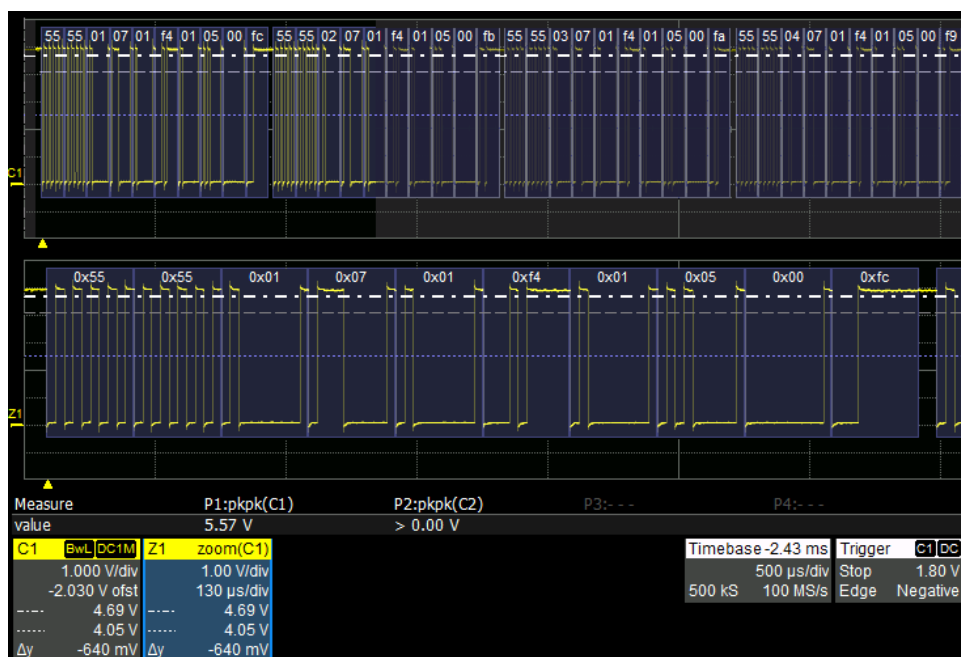 55 55 01 07 01 f4 01 05 00 fc 55 55 02 07 01 f4 01 05 00 fb 55 55 03 07 01 f4 01 05 00 fa 55 55 04 07 01 f4 01 05 00 f9
C1
0x55 0x55 0x01 0x07 0x01 0xf4 0x01 0x05 0x00 0xfc
Z1
Measure P1:pkpk(C1) P2:pkpk(C2) P3:- - - P4:- - -
value 5.57 V > 0.00 V
C1 BwL DC1M Z1 zoom(C1) Timebase -2.43 ms Trigger C1 DC
1.000 V/div 1.00 V/div 500 µs/div Stop 1.80 V
-2.030 V ofst 130 µs/div 500 kS 100 MS/s Edge Negative
4.69 V 4.69 V
4.05 V 4.05 V
Δy -640 mV Δy -640 mV